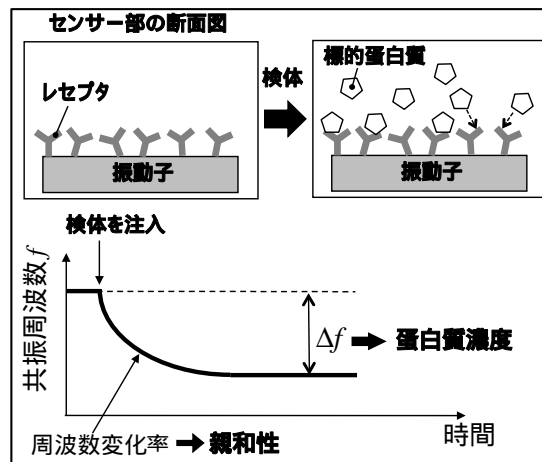 センサー部の断面図
レセプタ
振動子
検体
標的蛋白質
振動子
検体を注入
共振周波数f
Δf
蛋白質濃度
周波数変化率
親和性
時間